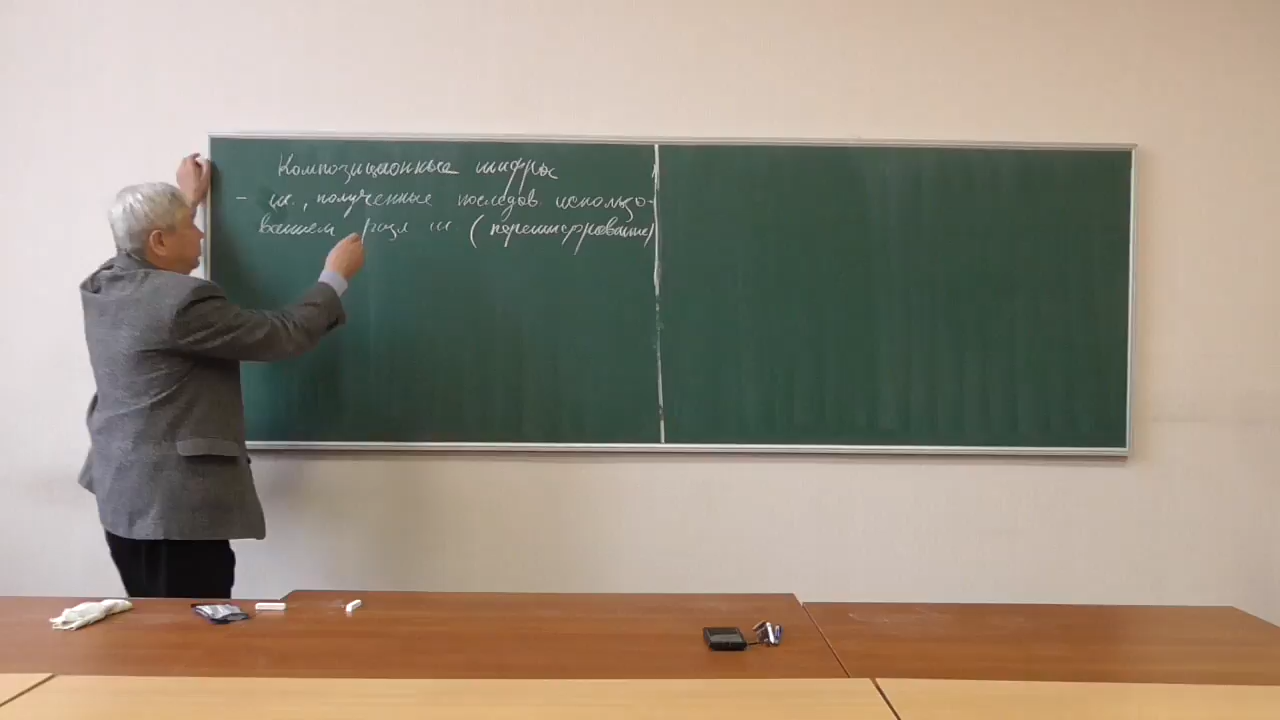 Композиционные шифры
- ш., полученные последов. использо-
ванием разл ш. (перешифрование)